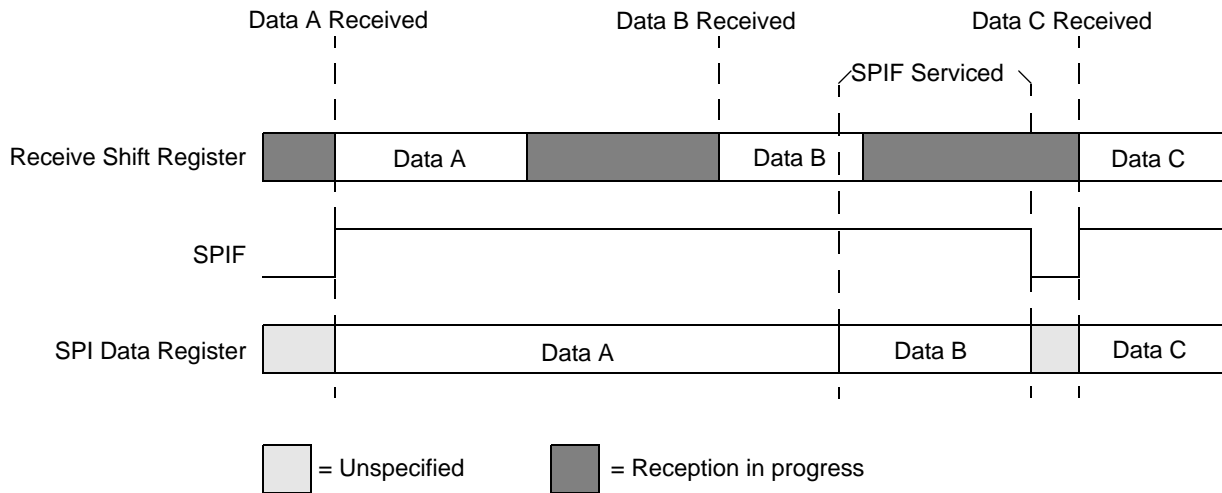 Data A Received
Data B Received
Data C Received
SPIF Serviced
Receive Shift Register
Data A
Data B
Data C
SPIF
SPI Data Register
Data A
Data B
Data C
= Unspecified
= Reception in progress